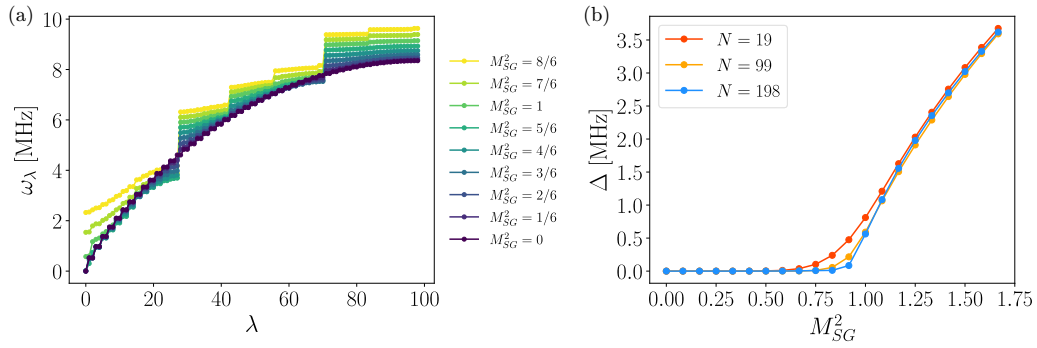 (a)
10
8
6
4
2
0
ω_λ [MHz]
0 20 40 60 80 100
λ
M²_SG = 8/6
M²_SG = 7/6
M²_SG = 1
M²_SG = 5/6
M²_SG = 4/6
M²_SG = 3/6
M²_SG = 2/6
M²_SG = 1/6
M²_SG = 0
(b)
N = 19
N = 99
N = 198
3.5
3.0
2.5
2.0
1.5
1.0
0.5
0.0
Δ [MHz]
0.00 0.25 0.50 0.75 1.00 1.25 1.50 1.75
M²_SG